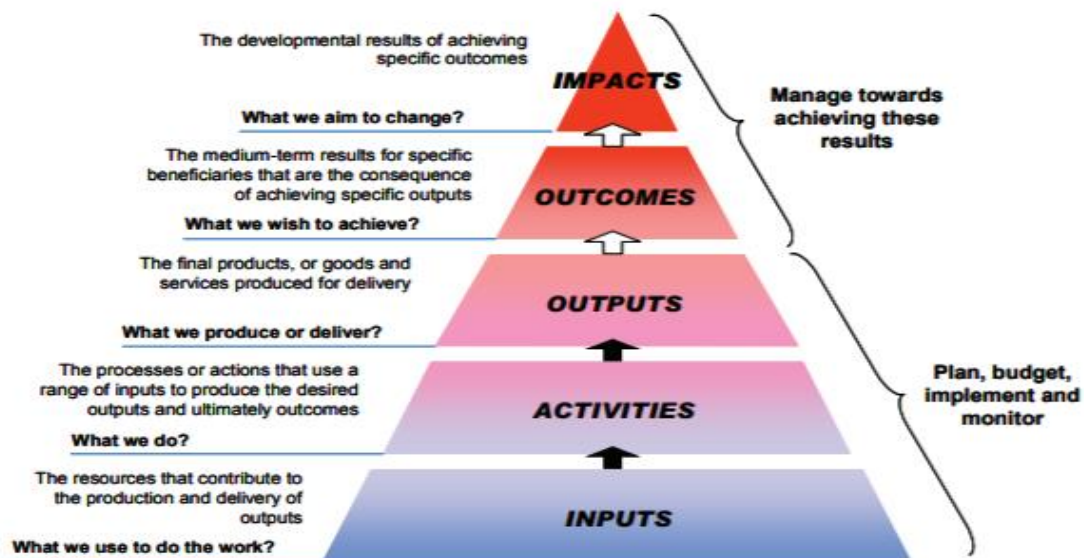 The developmental results of achieving
specific outcomes
IMPACTS
What we aim to change?
Manage towards
achieving these
results
The medium-term results for specific
beneficiaries that are the consequence
of achieving specific outputs
OUTCOMES
What we wish to achieve?
The final products, or goods and
services produced for delivery
OUTPUTS
What we produce or deliver?
The processes or actions that use a
range of inputs to produce the desired
outputs and ultimately outcomes
ACTIVITIES
Plan, budget,
implement and
monitor
What we do?
The resources that contribute to
the production and delivery of
outputs
INPUTS
What we use to do the work?